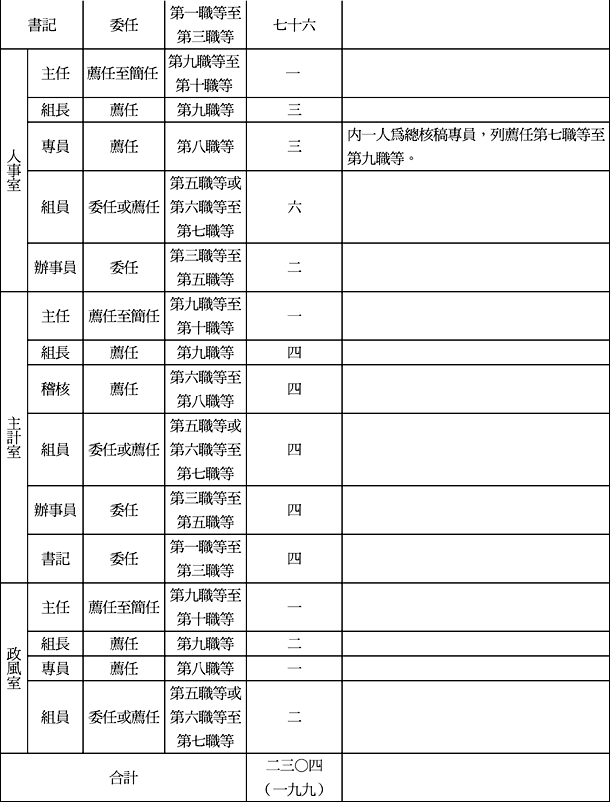 書記 委任 第一職等至第三職等 七十六
人事室
主任 薦任至簡任 第九職等至第十職等 一
組長 薦任 第九職等 三
專員 薦任 第八職等 三 內一人爲總核稿專員，列薦任第七職等至第九職等。
組員 委任或薦任 第五職等或第六職等至第七職等 六
辦事員 委任 第三職等至第五職等 二
主計室
主任 薦任至簡任 第九職等至第十職等 一
組長 薦任 第九職等 四
稽核 薦任 第六職等至第八職等 四
組員 委任或薦任 第五職等或第六職等至第七職等 四
辦事員 委任 第三職等至第五職等 四
書記 委任 第一職等至第三職等 四
政風室
主任 薦任至簡任 第九職等至第十職等 一
組長 薦任 第九職等 二
專員 薦任 第八職等 一
組員 委任或薦任 第五職等或第六職等至第七職等 二
合計 二三〇四（一九九）